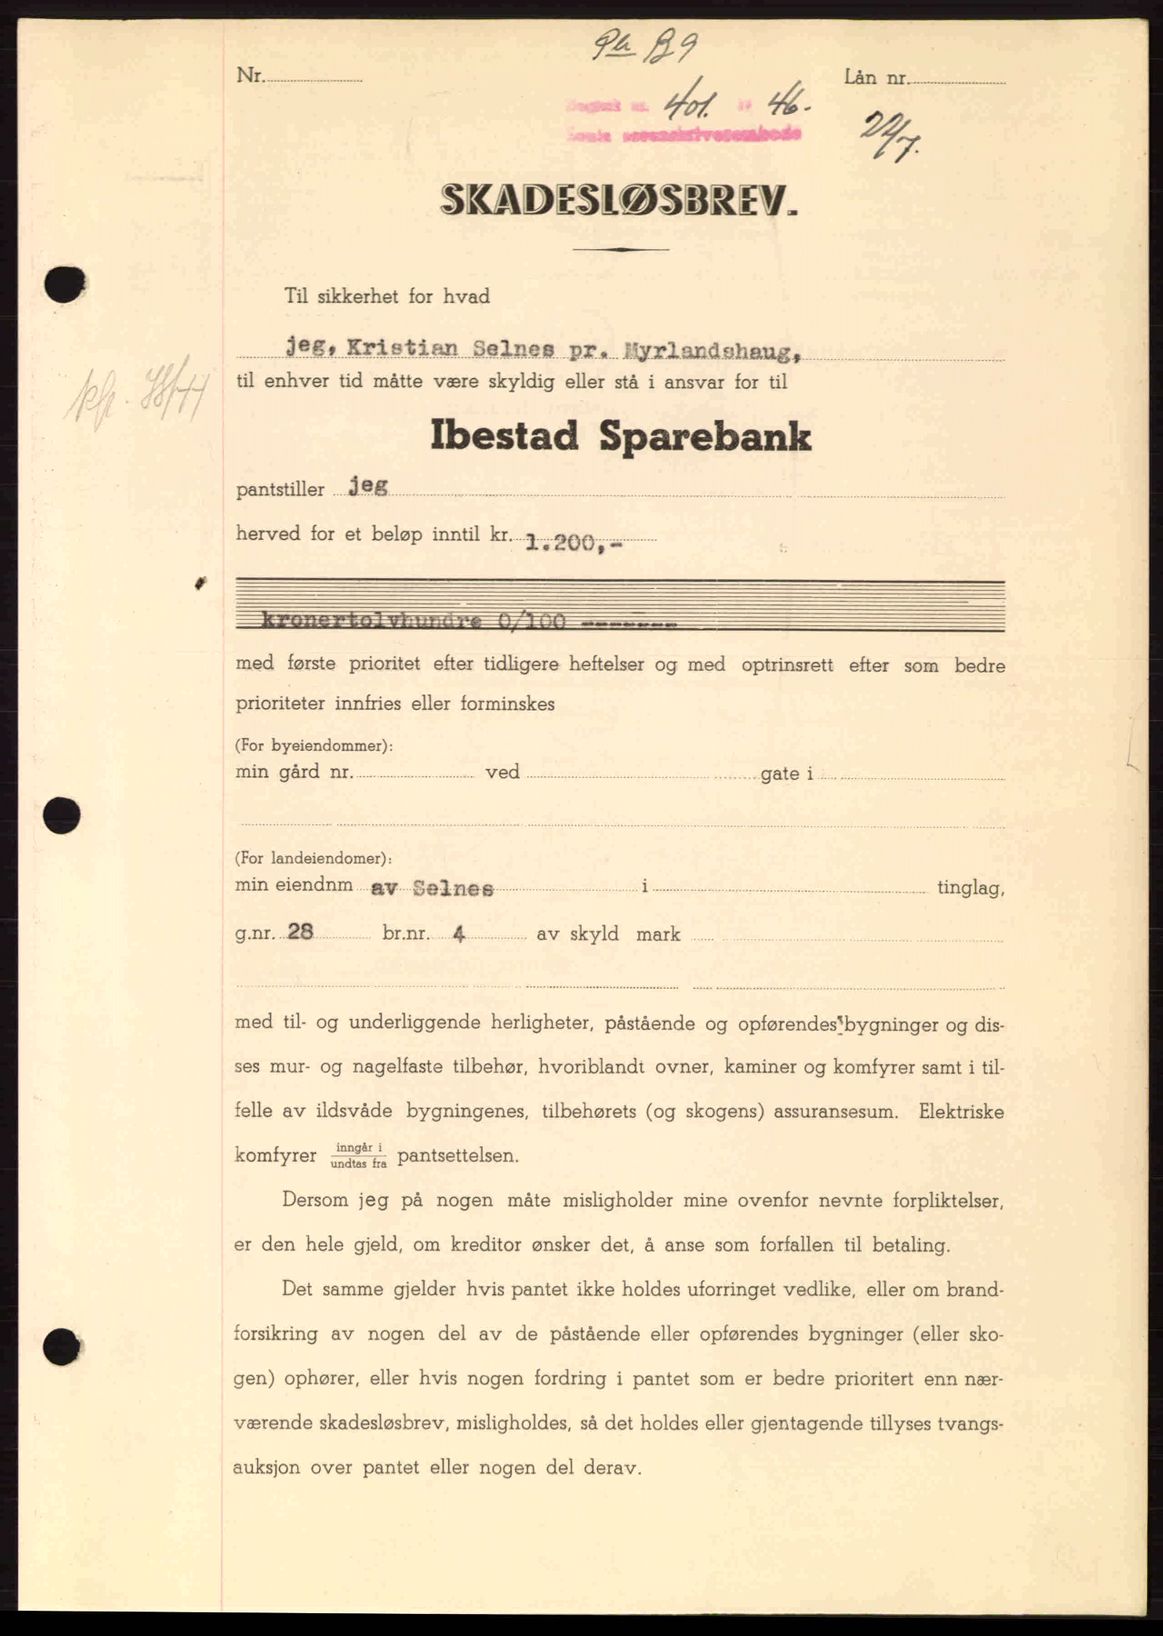 Pa B9
Nr.
Lån nr.
401. 46.
22/7.
SKADESLØSBREV.
Til sikkerhet for hvad
jeg, Kristian Selnes pr. Myrlandshaug,
til enhver tid måtte være skyldig eller stå i ansvar for til
Ibestad Sparebank
pantstiller jeg
herved for et beløp inntil kr. 1.200,-
kronertolvhundre 0/100 -------
med første prioritet efter tidligere heftelser og med optrinsrett efter som bedre
prioriteter innfries eller forminskes
(For byeiendommer):
min gård nr. ved gate i
(For landeiendomer):
min eiendnm av Selnes i tinglag,
g.nr. 28 br.nr. 4 av skyld mark
med til- og underliggende herligheter, påstående og opførendes bygninger og dis-
ses mur- og nagelfaste tilbehør, hvoriblandt ovner, kaminer og komfyrer samt i til-
felle av ildsvåde bygningenes, tilbehørets (og skogens) assuransesum. Elektriske
komfyrer inngår i / undtas fra pantsettelsen.
Dersom jeg på nogen måte misligholder mine ovenfor nevnte forpliktelser,
er den hele gjeld, om kreditor ønsker det, å anse som forfallen til betaling.
Det samme gjelder hvis pantet ikke holdes uforringet vedlike, eller om brand-
forsikring av nogen del av de påstående eller opførendes bygninger (eller sko-
gen) ophører, eller hvis nogen fordring i pantet som er bedre prioritert enn nær-
værende skadesløsbrev, misligholdes, så det holdes eller gjentagende tillyses tvangs-
auksjon over pantet eller nogen del derav.